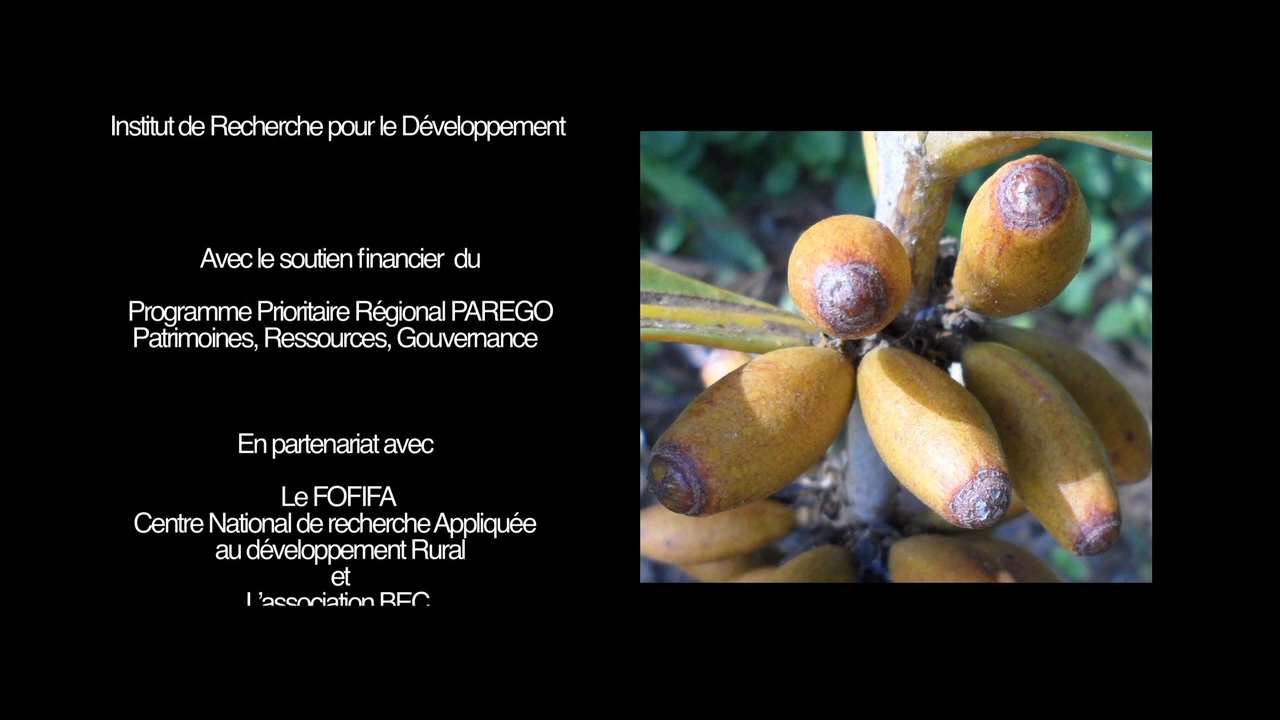 Institut de Recherche pour le Développement
Avec le soutien financier du
Programme Prioritaire Régional PAREGO
Patrimoines, Ressources, Gouvernance
En partenariat avec
Le FOFIFA
Centre National de recherche Appliquée
au développement Rural
et
L'association